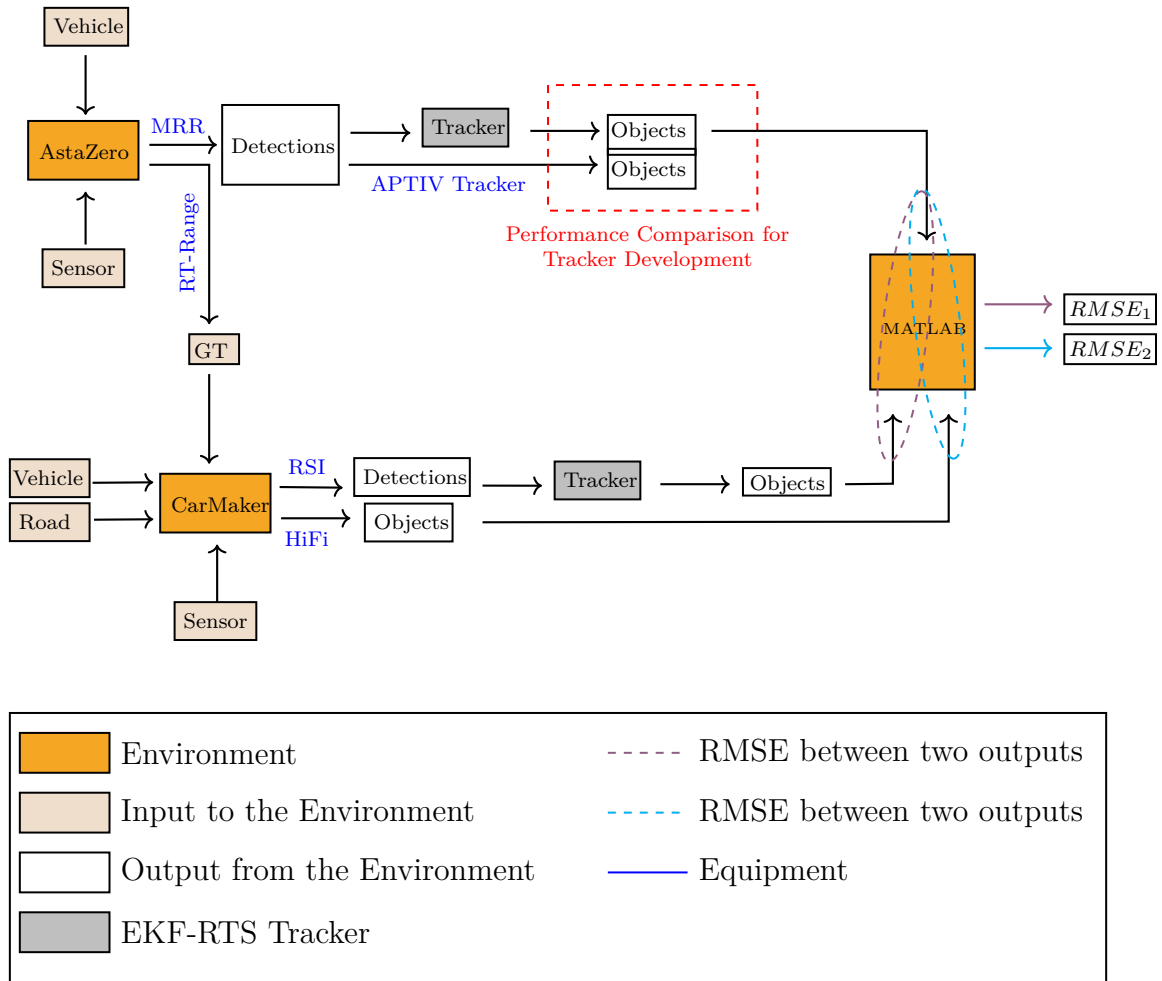 Vehicle
AstaZero
MRR
Detections
Tracker
Objects
Objects
APTIV Tracker
RT-Range
Sensor
Performance Comparison for
Tracker Development
GT
MATLAB
RMSE₁
RMSE₂
Vehicle
Road
CarMaker
RSI
HiFi
Detections
Objects
Tracker
Objects
Sensor
Environment
Input to the Environment
Output from the Environment
EKF-RTS Tracker
RMSE between two outputs
RMSE between two outputs
Equipment